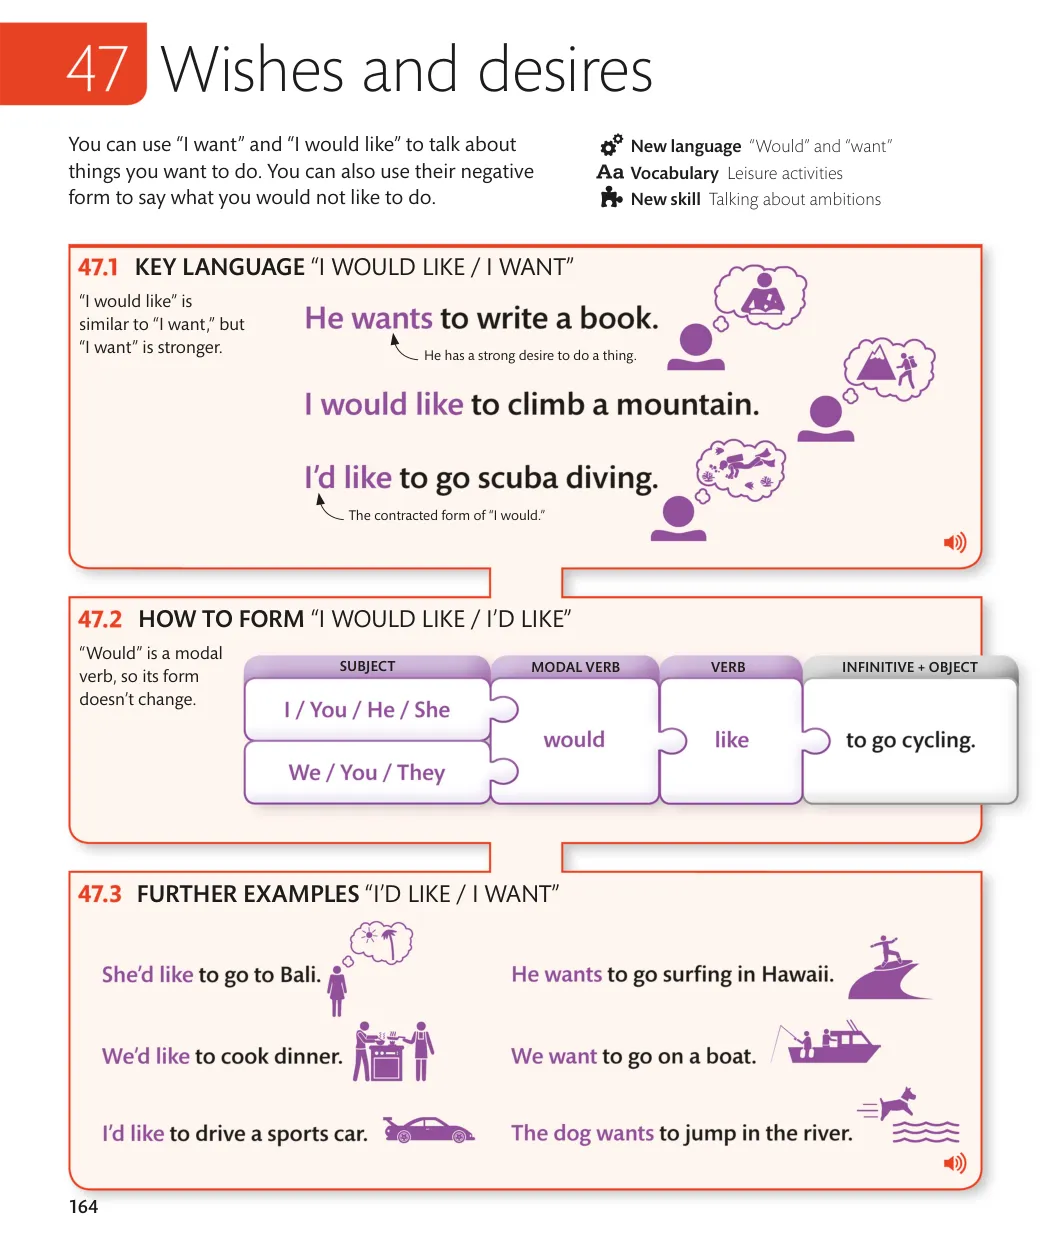 47 Wishes and desires
You can use “I want” and “I would like” to talk about
things you want to do. You can also use their negative
form to say what you would not like to do.
New language “Would” and “want”
Aa Vocabulary Leisure activities
New skill Talking about ambitions
47.1 KEY LANGUAGE “I WOULD LIKE / I WANT”
“I would like” is
similar to “I want,” but
“I want” is stronger.
He wants to write a book.
He has a strong desire to do a thing.
I would like to climb a mountain.
I’d like to go scuba diving.
The contracted form of “I would.”
47.2 HOW TO FORM “I WOULD LIKE / I’D LIKE”
“Would” is a modal
verb, so its form
doesn’t change.
SUBJECT MODAL VERB VERB INFINITIVE + OBJECT
I / You / He / She
We / You / They
would like to go cycling.
47.3 FURTHER EXAMPLES “I’D LIKE / I WANT”
She’d like to go to Bali.
He wants to go surfing in Hawaii.
We’d like to cook dinner.
We want to go on a boat.
I’d like to drive a sports car.
The dog wants to jump in the river.
164